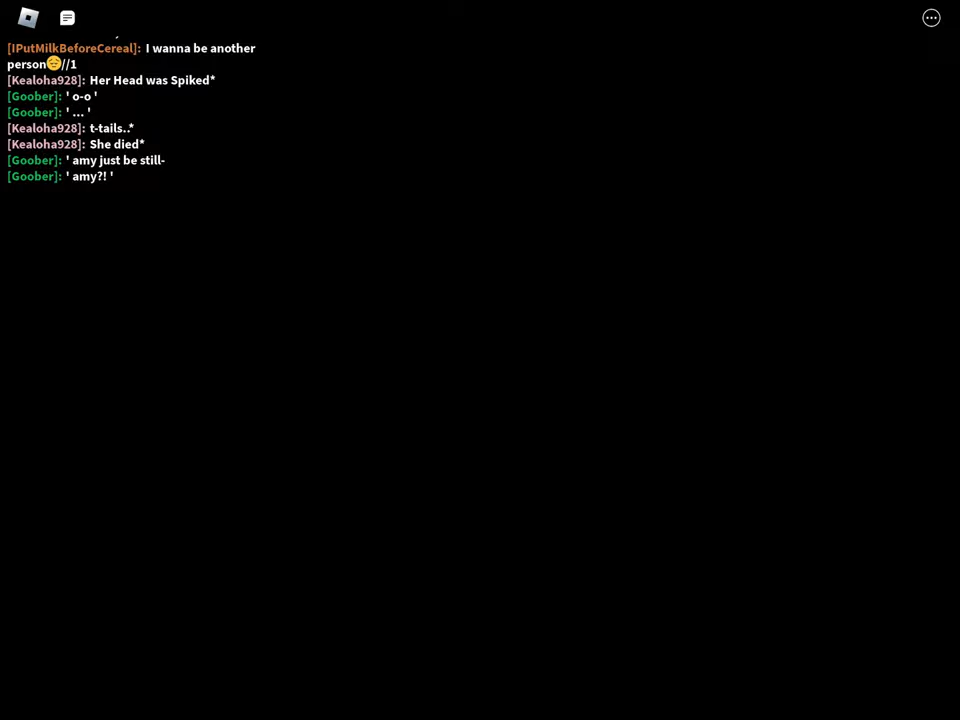 [IPutMilkBeforeCereal]: I wanna be another
person😔//1
[Kealoha928]: Her Head was Spiked*
[Goober]: ' o-o '
[Goober]: ' ... '
[Kealoha928]: t-tails..*
[Kealoha928]: She died*
[Goober]: ' amy just be still-
[Goober]: ' amy?! '